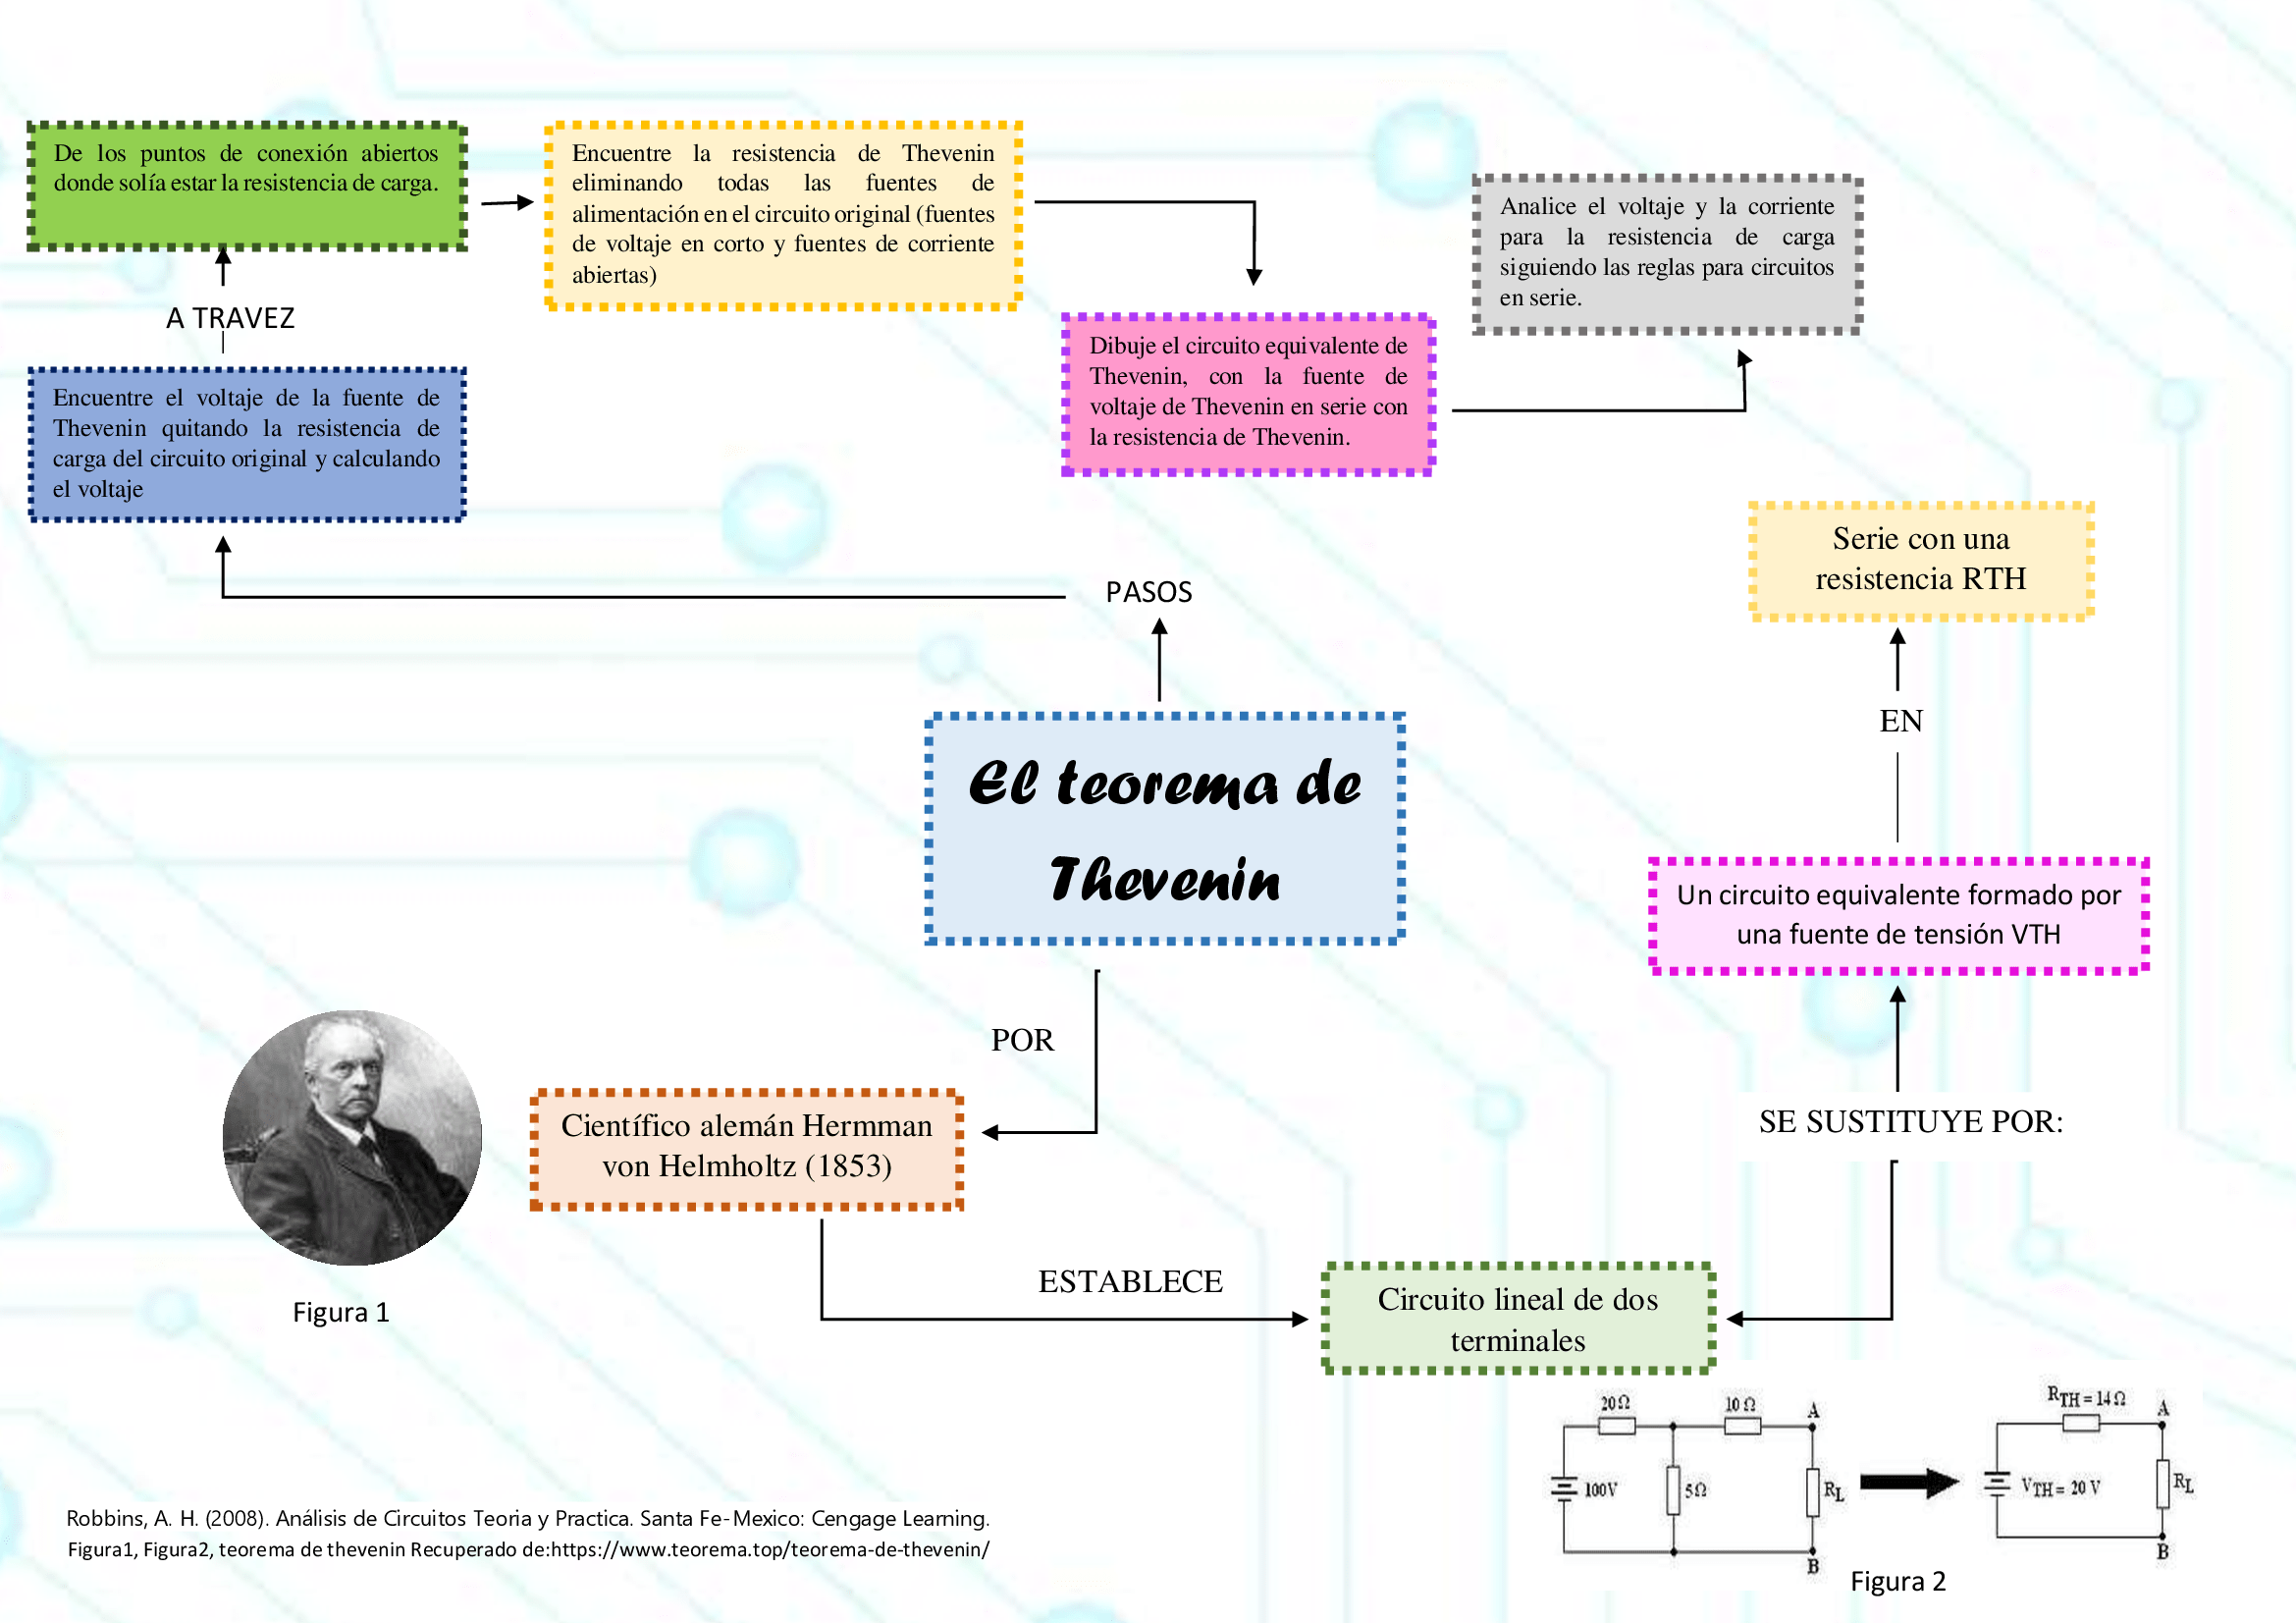 De los puntos de conexión abiertos
donde solía estar la resistencia de carga.
Encuentre la resistencia de Thevenin
eliminando todas las fuentes de
alimentación en el circuito original (fuentes
de voltaje en corto y fuentes de corriente
abiertas)
Analice el voltaje y la corriente
para la resistencia de carga
siguiendo las reglas para circuitos
en serie.
A TRAVEZ
Dibuje el circuito equivalente de
Thevenin, con la fuente de
voltaje de Thevenin en serie con
la resistencia de Thevenin.
Encuentre el voltaje de la fuente de
Thevenin quitando la resistencia de
carga del circuito original y calculando
el voltaje
Serie con una
resistencia RTH
PASOS
EN
El teorema de
Thevenin
Un circuito equivalente formado por
una fuente de tensión VTH
POR
Científico alemán Hermman
von Helmholtz (1853)
SE SUSTITUYE POR:
ESTABLECE
Figura 1
Circuito lineal de dos
terminales
20Ω
10 Ω
A
100V
5Ω
RL
B
RTH = 14 Ω
A
VTH = 20 V
RL
B
Figura 2
Robbins, A. H. (2008). Análisis de Circuitos Teoria y Practica. Santa Fe-Mexico: Cengage Learning.
Figura1, Figura2, teorema de thevenin Recuperado de:https://www.teorema.top/teorema-de-thevenin/